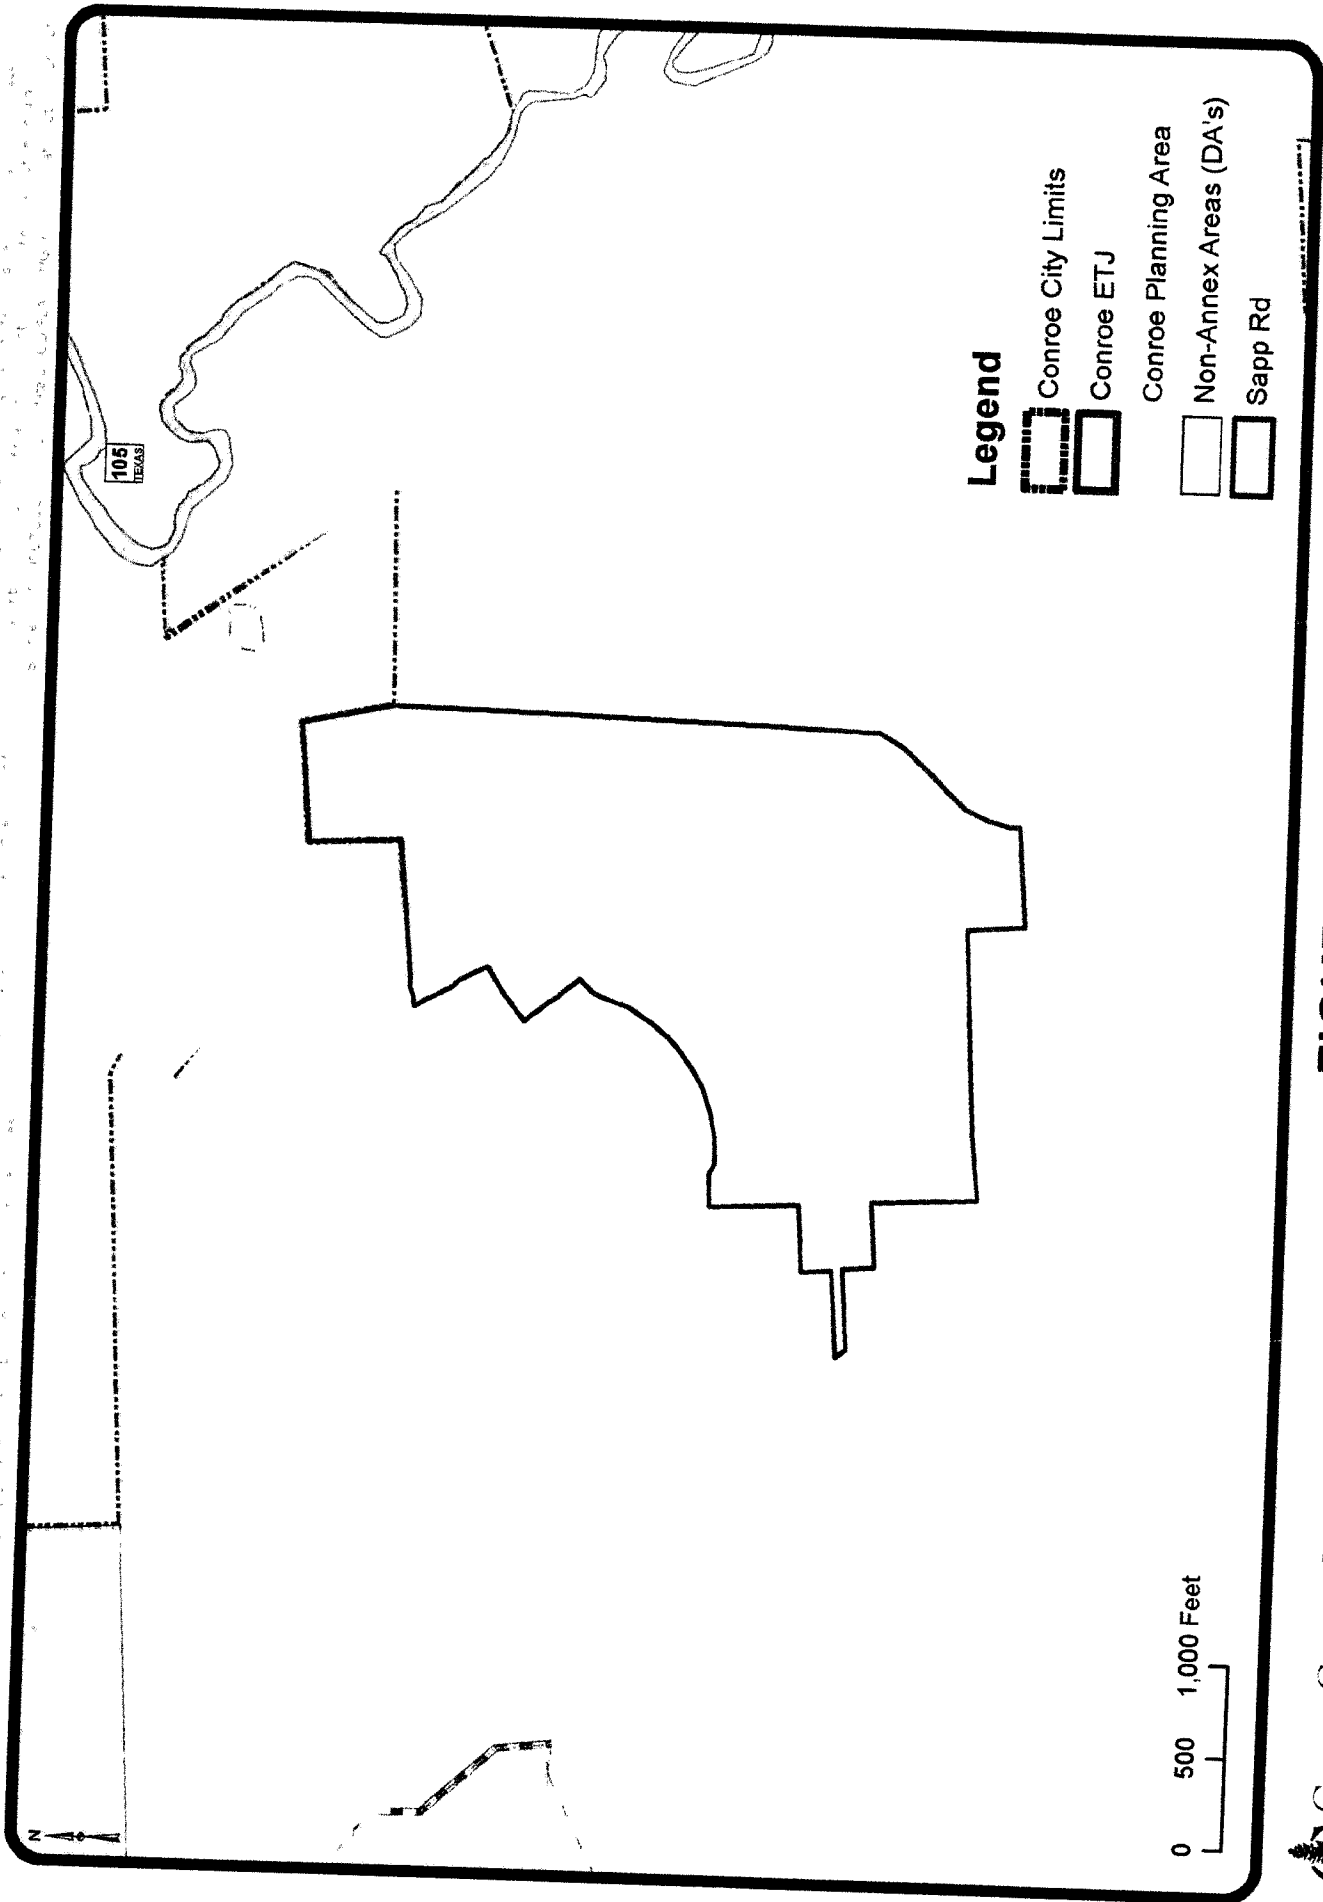 N
105
TEXAS
Legend
Conroe City Limits
Conroe ETJ
Conroe Planning Area
Non-Annex Areas (DA's)
Sapp Rd
0 500 1,000 Feet